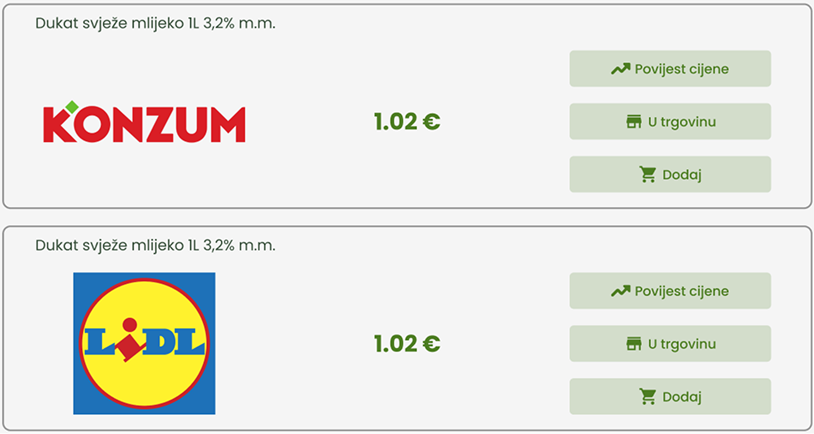 Dukat svježe mlijeko 1L 3,2% m.m.
KONZUM
1.02 €
Povijest cijene
U trgovinu
Dodaj
Dukat svježe mlijeko 1L 3,2% m.m.
LiDL
1.02 €
Povijest cijene
U trgovinu
Dodaj